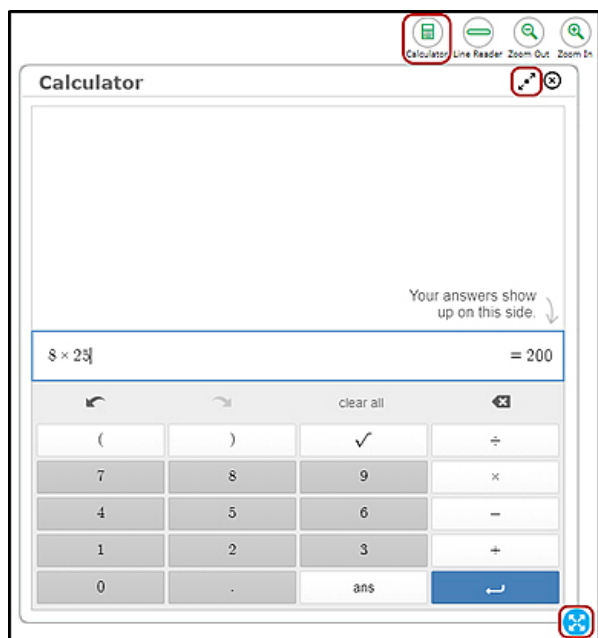 Calculator Line Reader Zoom Out Zoom In
Calculator
Your answers show
up on this side.
8 × 25 = 200
clear all
( ) √ ÷
7 8 9 ×
4 5 6 −
1 2 3 +
0 . ans